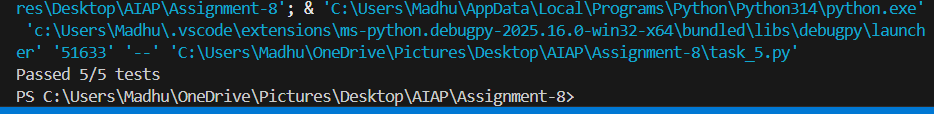 res\Desktop\AIAP\Assignment-8'; & 'C:\Users\Madhu\AppData\Local\Programs\Python\Python314\python.exe'
'c:\Users\Madhu\.vscode\extensions\ms-python.debugpy-2025.16.0-win32-x64\bundled\libs\debugpy\launch
er' '51633' '--' 'C:\Users\Madhu\OneDrive\Pictures\Desktop\AIAP\Assignment-8\task_5.py'
Passed 5/5 tests
PS C:\Users\Madhu\OneDrive\Pictures\Desktop\AIAP\Assignment-8>